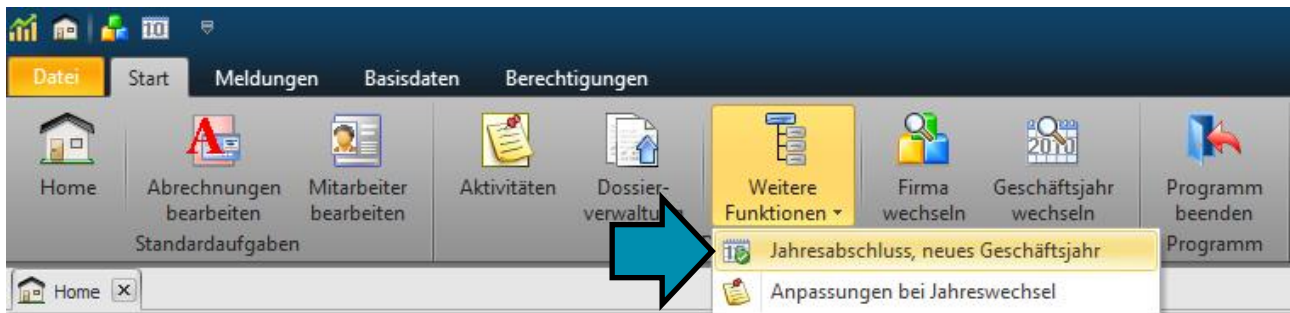 Datei Start Meldungen Basisdaten Berechtigungen
Home Abrechnungen bearbeiten Mitarbeiter bearbeiten Aktivitäten Dossier- Weitere Funktionen Firma wechseln Geschäftsjahr wechseln Programm beenden
Standardaufgaben Programm
Jahresabschluss, neues Geschäftsjahr
Home
Anpassungen bei Jahreswechsel